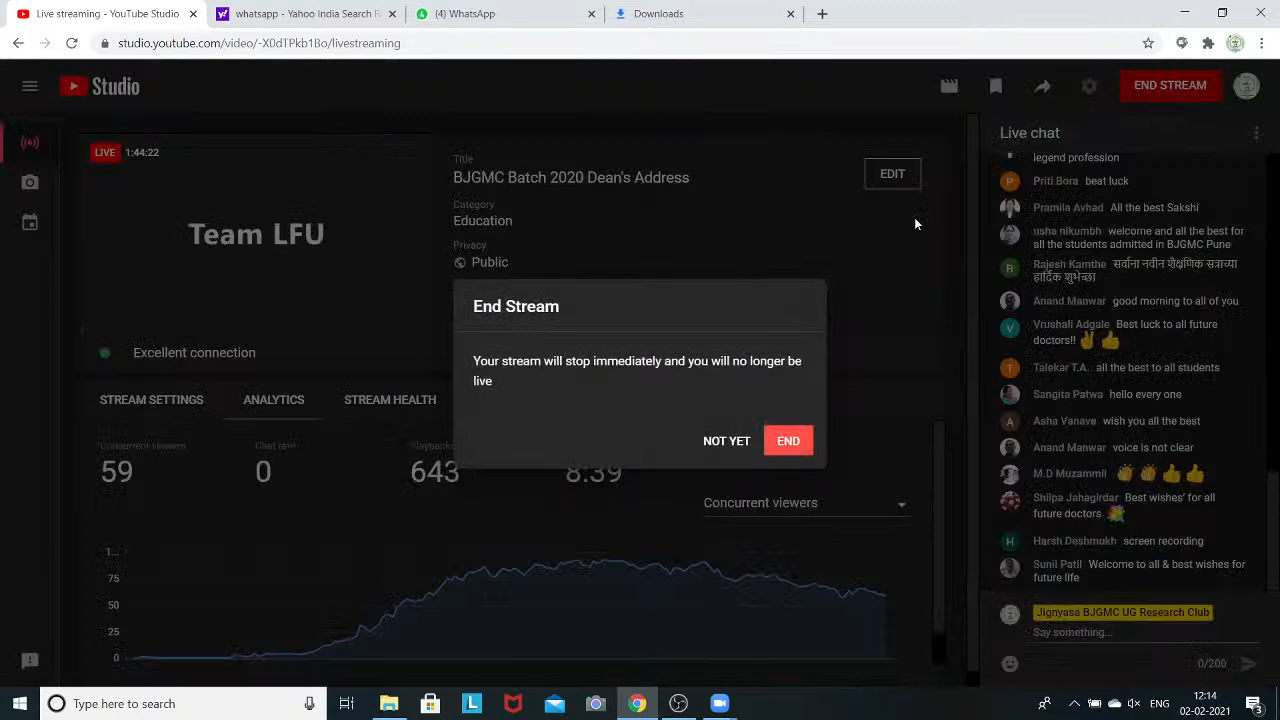 Live streaming - YouTube Studio
whatsapp - Yahoo India Search R
(4) WhatsApp
Downloads
studio.youtube.com/video/-X0dTPkb1Bo/livestreaming
Studio
END STREAM
LIVE 1:44:22
Team LFU
Excellent connection
Title
BJGMC Batch 2020 Dean's Address
EDIT
Category
Education
Privacy
Public
End Stream
Your stream will stop immediately and you will no longer be
live
NOT YET
END
STREAM SETTINGS
ANALYTICS
STREAM HEALTH
Concurrent viewers
59
Chat rate
0
643
8:39
Concurrent viewers
1...
75
50
25
0
Live chat
legend profession
Priti Bora beat luck
Pramila Avhad All the best Sakshi
usha nikumbh welcome and all the best for
all the students admitted in BJGMC Pune
Rajesh Kamthe सर्वांना नवीन शैक्षणिक सत्राच्या
हार्दिक शुभेच्छा
Anand Manwar good morning to all of you
Vrushali Adgale Best luck to all future
doctors!!
Talekar T.A. all the best to all students
Sangita Patwa hello every one
Asha Vanave wish you all the best
Anand Manwar voice is not clear
M.D Muzammil
Shilpa Jahagirdar Best wishes' for all
future doctors
Harsh Deshmukh screen recording
Sunil Patil Welcome to all & best wishes for
future life
Jignyasa BJGMC UG Research Club
Say something...
0/200
Type here to search
ENG
12:14
02-02-2021